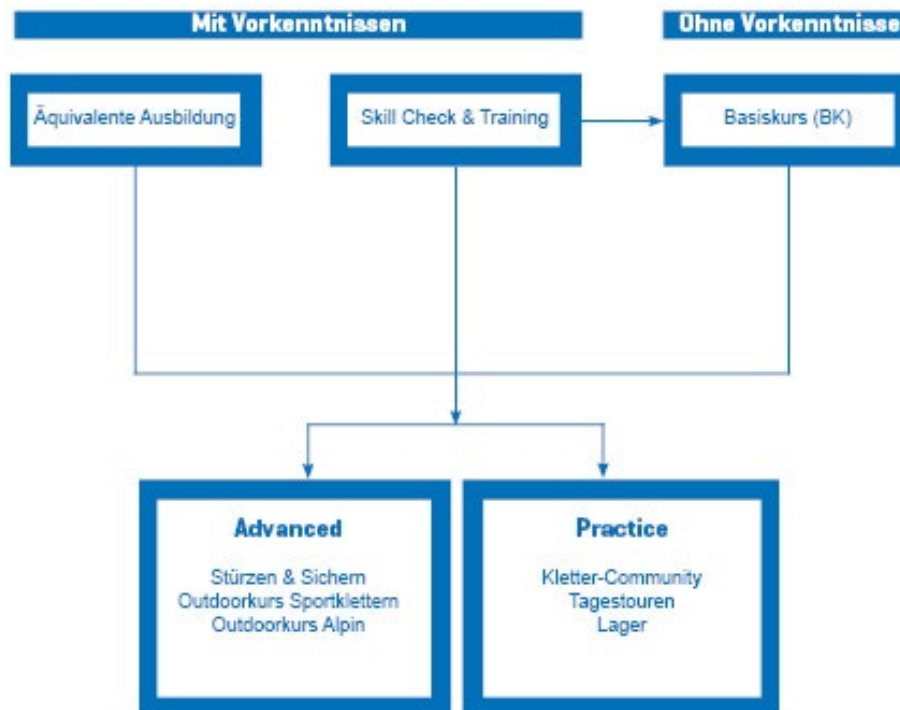 Mit Vorkenntnissen
Ohne Vorkenntnisse
Äquivalente Ausbildung
Skill Check & Training
Basiskurs (BK)
Advanced
Stürzen & Sichern
Outdoorkurs Sportklettern
Outdoorkurs Alpin
Practice
Kletter-Community
Tagestouren
Lager